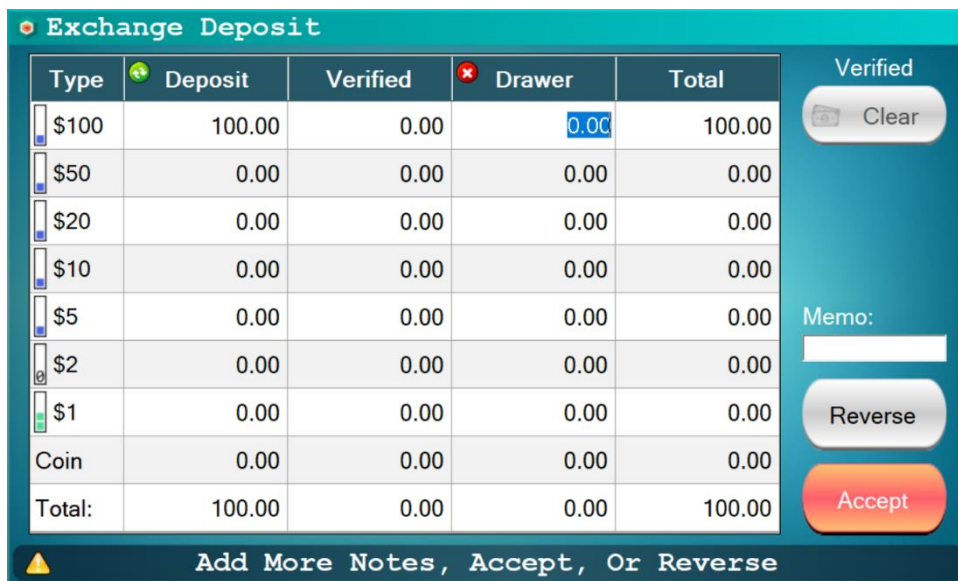 Exchange Deposit
Type Deposit Verified Drawer Total
$100 100.00 0.00 0.00 100.00
$50 0.00 0.00 0.00 0.00
$20 0.00 0.00 0.00 0.00
$10 0.00 0.00 0.00 0.00
$5 0.00 0.00 0.00 0.00
$2 0.00 0.00 0.00 0.00
$1 0.00 0.00 0.00 0.00
Coin 0.00 0.00 0.00 0.00
Total: 100.00 0.00 0.00 100.00
Verified
Clear
Memo:
Reverse
Accept
Add More Notes, Accept, Or Reverse